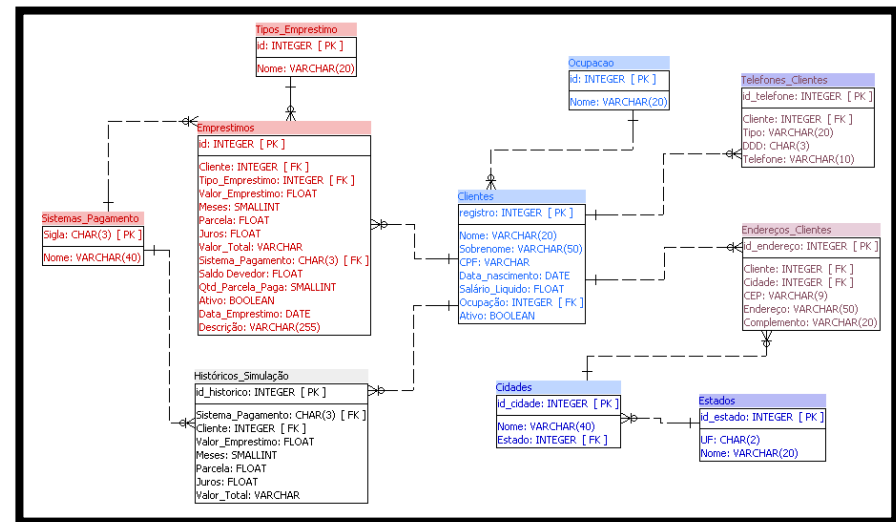 Tipos_Emprestimo
id: INTEGER [ PK ]
Nome: VARCHAR(20)
Ocupacao
id: INTEGER [ PK ]
Nome: VARCHAR(20)
Telefones_Clientes
id_telefone: INTEGER [ PK ]
Cliente: INTEGER [ FK ]
Tipo: VARCHAR(20)
DDD: CHAR(3)
Telefone: VARCHAR(10)
Emprestimos
id: INTEGER [ PK ]
Cliente: INTEGER [ FK ]
Tipo_Emprestimo: INTEGER [ FK ]
Valor_Emprestimo: FLOAT
Meses: SMALLINT
Parcela: FLOAT
Juros: FLOAT
Valor_Total: VARCHAR
Sistema_Pagamento: CHAR(3) [ FK ]
Saldo Devedor: FLOAT
Qtd_Parcela_Paga: SMALLINT
Ativo: BOOLEAN
Data_Emprestimo: DATE
Descrição: VARCHAR(255)
Sistemas_Pagamento
Sigla: CHAR(3) [ PK ]
Nome: VARCHAR(40)
Clientes
registro: INTEGER [ PK ]
Nome: VARCHAR(20)
Sobrenome: VARCHAR(50)
CPF: VARCHAR
Data_nascimento: DATE
Salário_Liquido: FLOAT
Ocupação: INTEGER [ FK ]
Ativo: BOOLEAN
Endereços_Clientes
id_endereço: INTEGER [ PK ]
Cliente: INTEGER [ FK ]
Cidade: INTEGER [ FK ]
CEP: VARCHAR(9)
Endereço: VARCHAR(50)
Complemento: VARCHAR(20)
Históricos_Simulação
id_historico: INTEGER [ PK ]
Sistema_Pagamento: CHAR(3) [ FK ]
Cliente: INTEGER [ FK ]
Valor_Emprestimo: FLOAT
Meses: SMALLINT
Parcela: FLOAT
Juros: FLOAT
Valor_Total: VARCHAR
Cidades
id_cidade: INTEGER [ PK ]
Nome: VARCHAR(40)
Estado: INTEGER [ FK ]
Estados
id_estado: INTEGER [ PK ]
UF: CHAR(2)
Nome: VARCHAR(20)